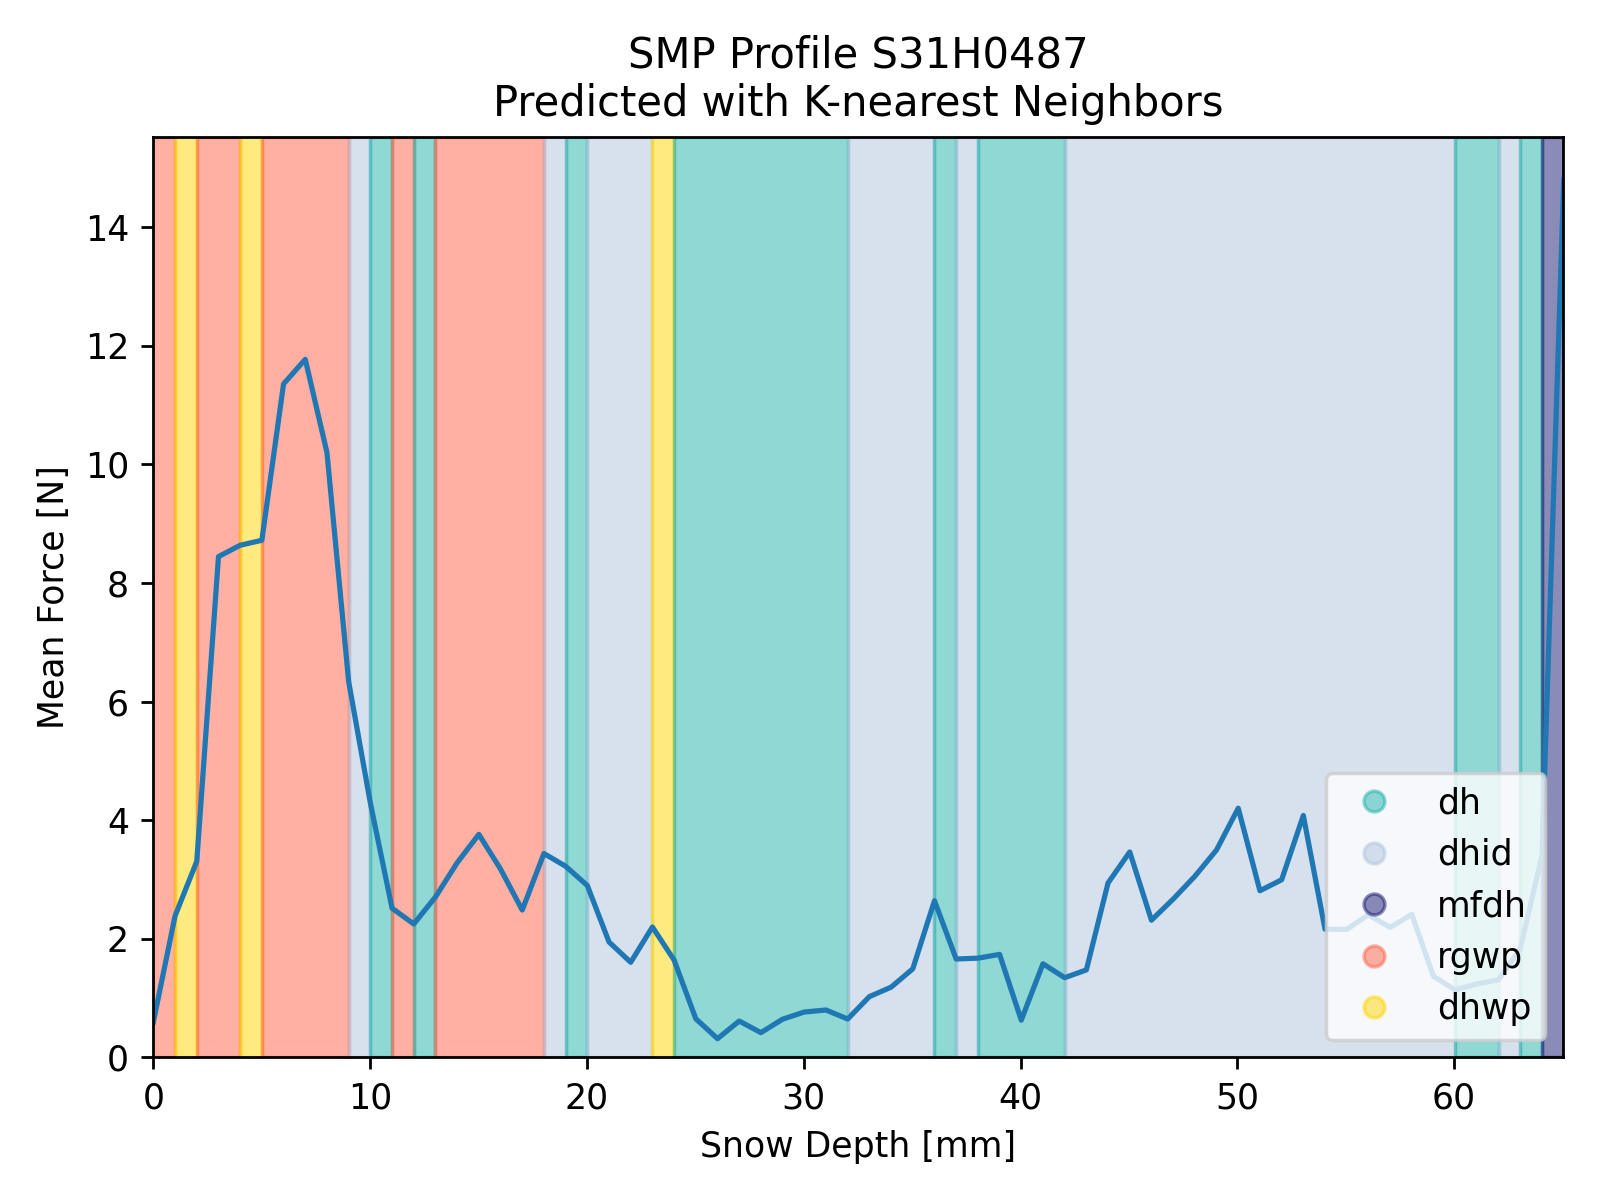 SMP Profile S31H0487
Predicted with K-nearest Neighbors
Mean Force [N]
14
12
10
8
6
4
2
0
dh
dhid
mfdh
rgwp
dhwp
0 10 20 30 40 50 60
Snow Depth [mm]